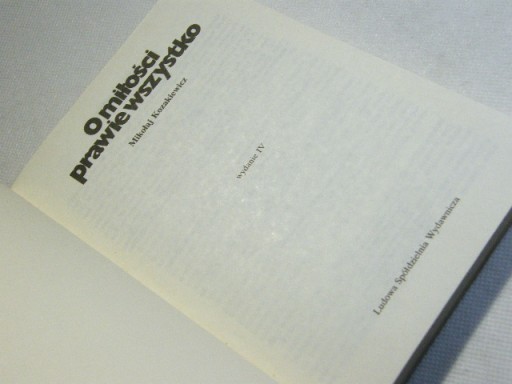 O miłości
prawie wszystko
Mikołaj Kozakiewicz
wydanie IV
Ludowa Spółdzielnia Wydawnicza